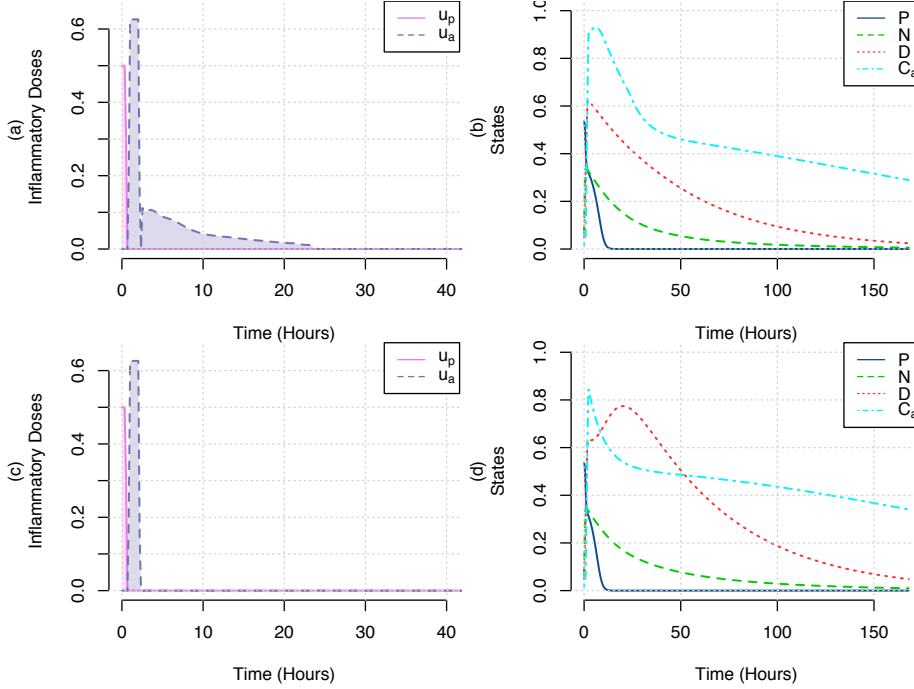 (a)
Inflammatory Doses
0.0 0.2 0.4 0.6
u_p
u_a
0 10 20 30 40
Time (Hours)
(b)
States
0.0 0.2 0.4 0.6 0.8 1.0
P
N
D
C_a
0 50 100 150
Time (Hours)
(c)
Inflammatory Doses
0.0 0.2 0.4 0.6
u_p
u_a
0 10 20 30 40
Time (Hours)
(d)
States
0.0 0.2 0.4 0.6 0.8 1.0
P
N
D
C_a
0 50 100 150
Time (Hours)